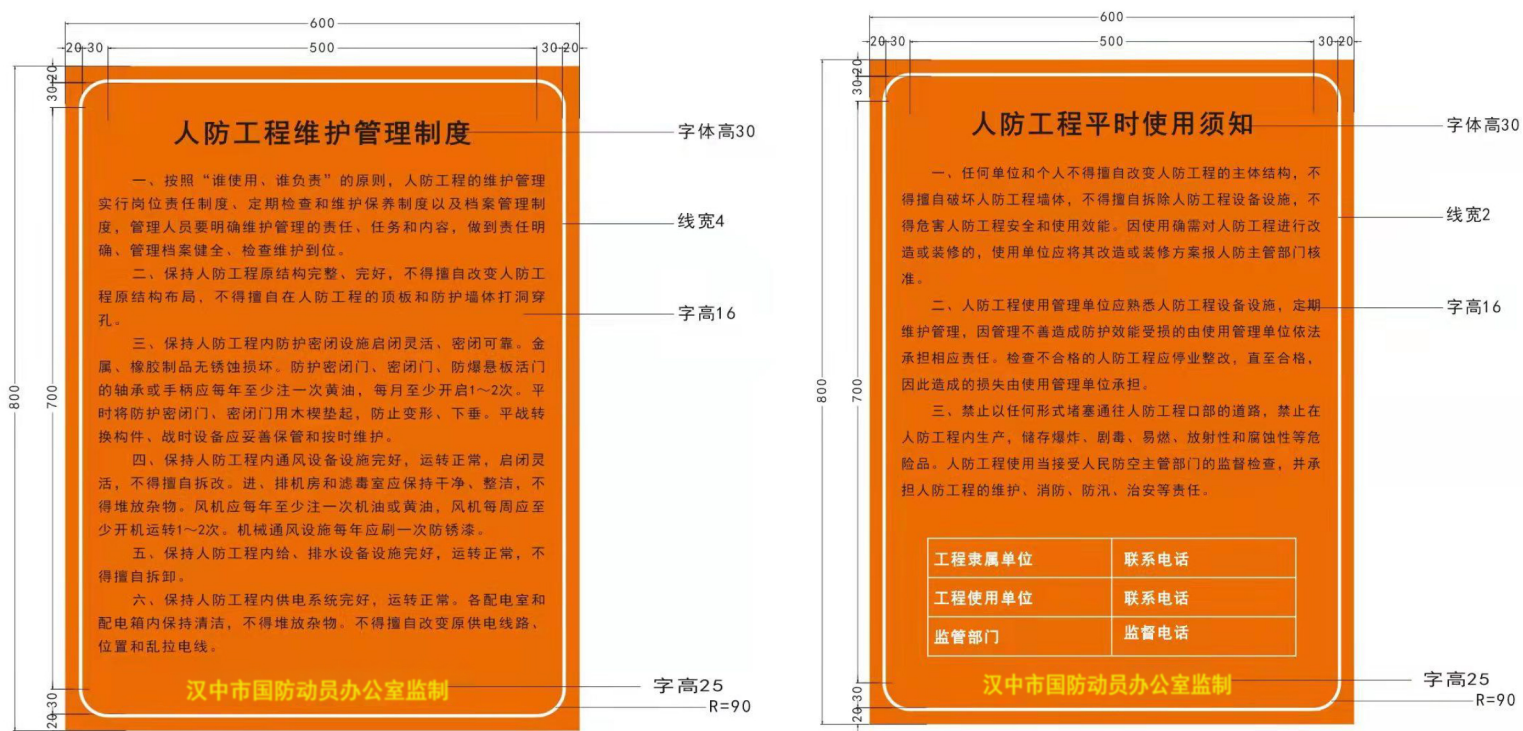 600
20 30 500 30 20
20
30
人防工程维护管理制度
字体高30
一、按照“谁使用、谁负责”的原则，人防工程的维护管理
实行岗位责任制度、定期检查和维护保养制度以及档案管理制
度，管理人员要明确维护管理的责任、任务和内容，做到责任明
确、管理档案健全、检查维护到位。
线宽4
二、保持人防工程原结构完整、完好，不得擅自改变人防工
程原结构布局，不得擅自在人防工程的顶板和防护墙体打洞穿
孔。
字高16
三、保持人防工程内防护密闭设施启闭灵活、密闭可靠。金
属、橡胶制品无锈蚀损坏。防护密闭门、密闭门、防爆悬板活门
的轴承或手柄应每年至少注一次黄油，每月至少开启1～2次。平
时将防护密闭门、密闭门用木楔垫起，防止变形、下垂。平战转
换构件、战时设备应妥善保管和按时维护。
800
700
四、保持人防工程内通风设备设施完好，运转正常，启闭灵
活，不得擅自拆改。进、排机房和滤毒室应保持干净、整洁，不
得堆放杂物。风机应每年至少注一次机油或黄油，风机每周应至
少开机运转1～2次。机械通风设施每年应刷一次防锈漆。
五、保持人防工程内给、排水设备设施完好，运转正常，不
得擅自拆卸。
六、保持人防工程内供电系统完好，运转正常。各配电室和
配电箱内保持清洁，不得堆放杂物。不得擅自改变原供电线路、
位置和乱拉电线。
汉中市国防动员办公室监制
字高25
R=90
30
20
600
20 30 500 30 20
20
30
人防工程平时使用须知
字体高30
一、任何单位和个人不得擅自改变人防工程的主体结构，不
得擅自破坏人防工程墙体，不得擅自拆除人防工程设备设施，不
得危害人防工程安全和使用效能。因使用确需对人防工程进行改
造或装修的，使用单位应将其改造或装修方案报人防主管部门核
准。
线宽2
二、人防工程使用管理单位应熟悉人防工程设备设施，定期
维护管理，因管理不善造成防护效能受损的由使用管理单位依法
承担相应责任。检查不合格的人防工程应停业整改，直至合格，
因此造成的损失由使用管理单位承担。
字高16
800
700
三、禁止以任何形式堵塞通往人防工程口部的道路，禁止在
人防工程内生产，储存爆炸、剧毒、易燃、放射性和腐蚀性等危
险品。人防工程使用当接受人民防空主管部门的监督检查，并承
担人防工程的维护、消防、防汛、治安等责任。
工程隶属单位 联系电话
工程使用单位 联系电话
监管部门 监督电话
汉中市国防动员办公室监制
字高25
R=90
30
20